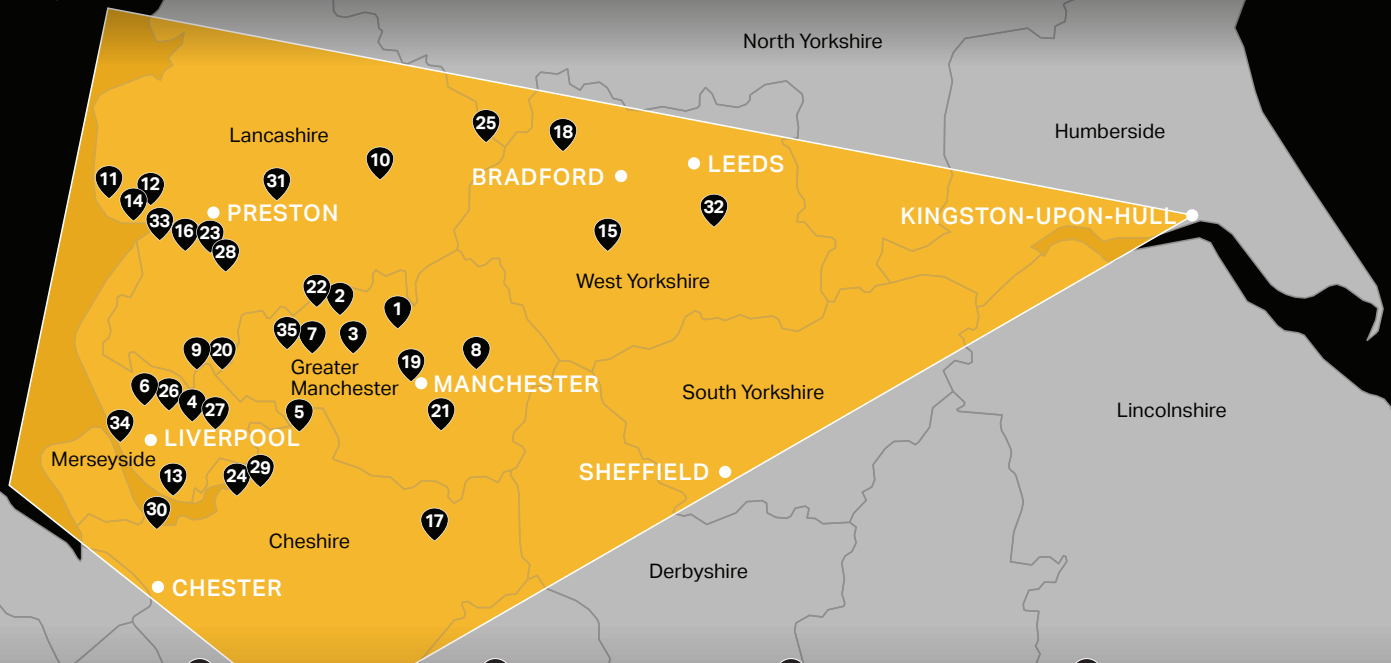 North Yorkshire
25
18
Lancashire
Humberside
10
LEEDS
BRADFORD
11
12
31
14
32
PRESTON
KINGSTON-UPON-HULL
33
16
23
15
28
West Yorkshire
22
2
1
35
7
3
9
20
8
19
Greater
Manchester
MANCHESTER
6
26
South Yorkshire
4
27
5
21
Lincolnshire
34
LIVERPOOL
Merseyside
13
24
29
SHEFFIELD
30
17
Cheshire
Derbyshire
CHESTER